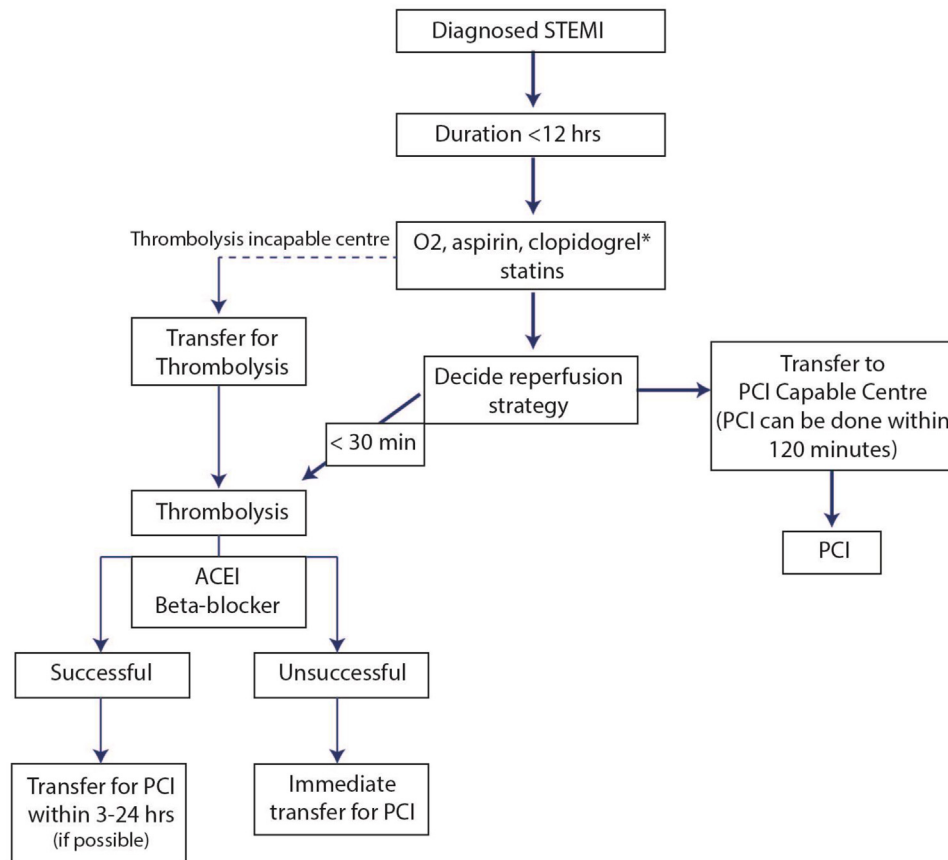 Diagnosed STEMI
Duration <12 hrs
Thrombolysis incapable centre
O2, aspirin, clopidogrel*
statins
Transfer for
Thrombolysis
Decide reperfusion
strategy
Transfer to
PCI Capable Centre
(PCI can be done within
120 minutes)
< 30 min
Thrombolysis
PCI
ACEI
Beta-blocker
Successful
Unsuccessful
Transfer for PCI
within 3-24 hrs
(if possible)
Immediate
transfer for PCI